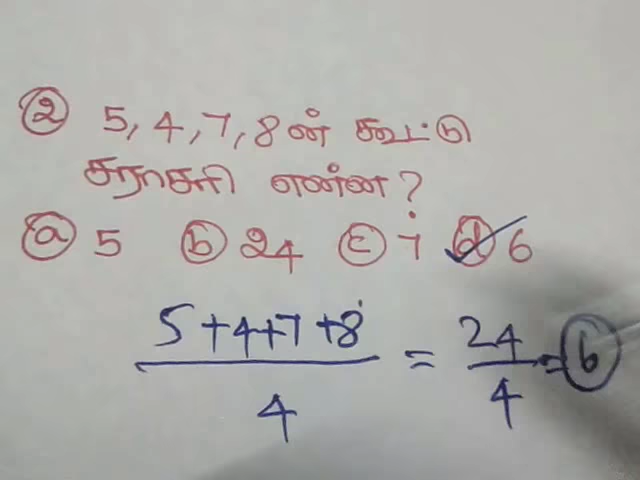 ② 5, 4, 7, 8ன் கூட்டு
சராசரி என்ன?
ⓐ 5 ⓑ 24 ⓒ 7 ⓓ 6
5+4+7+8 / 4 = 24 / 4 = 6